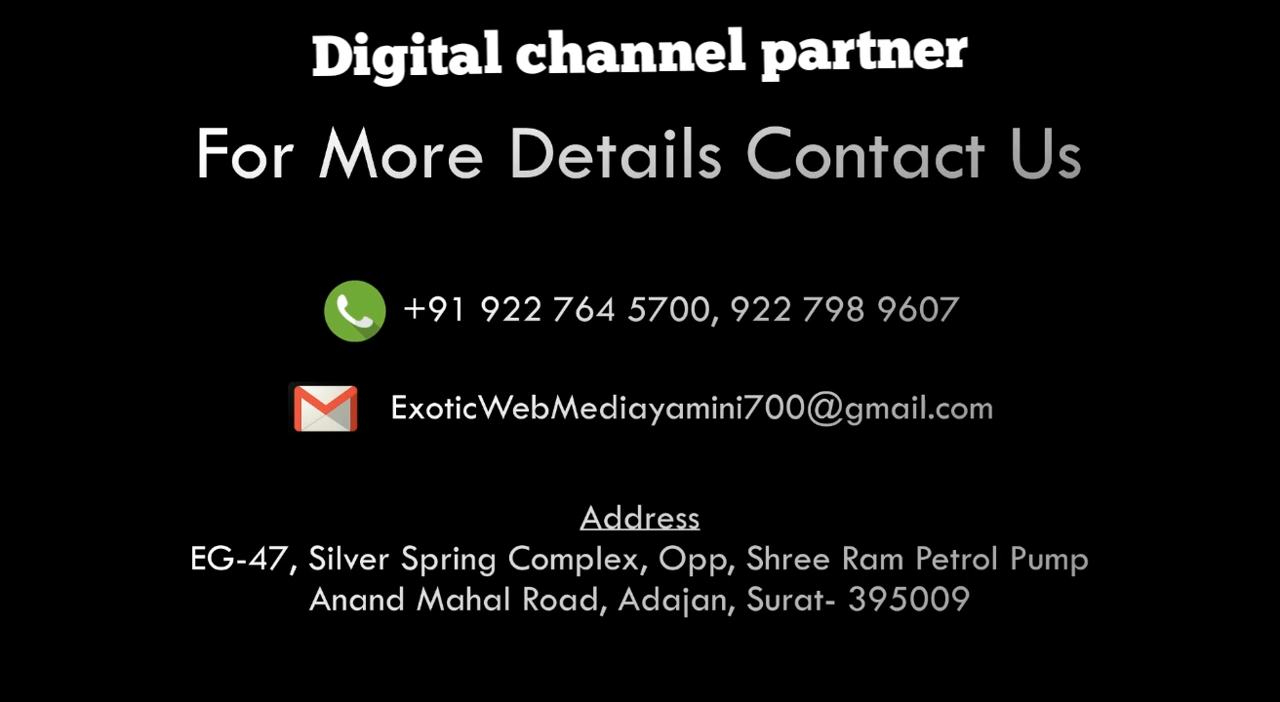 Digital channel partner
For More Details Contact Us
+91 922 764 5700, 922 798 9607
ExoticWebMediayamini700@gmail.com
Address
EG-47, Silver Spring Complex, Opp, Shree Ram Petrol Pump
Anand Mahal Road, Adajan, Surat- 395009